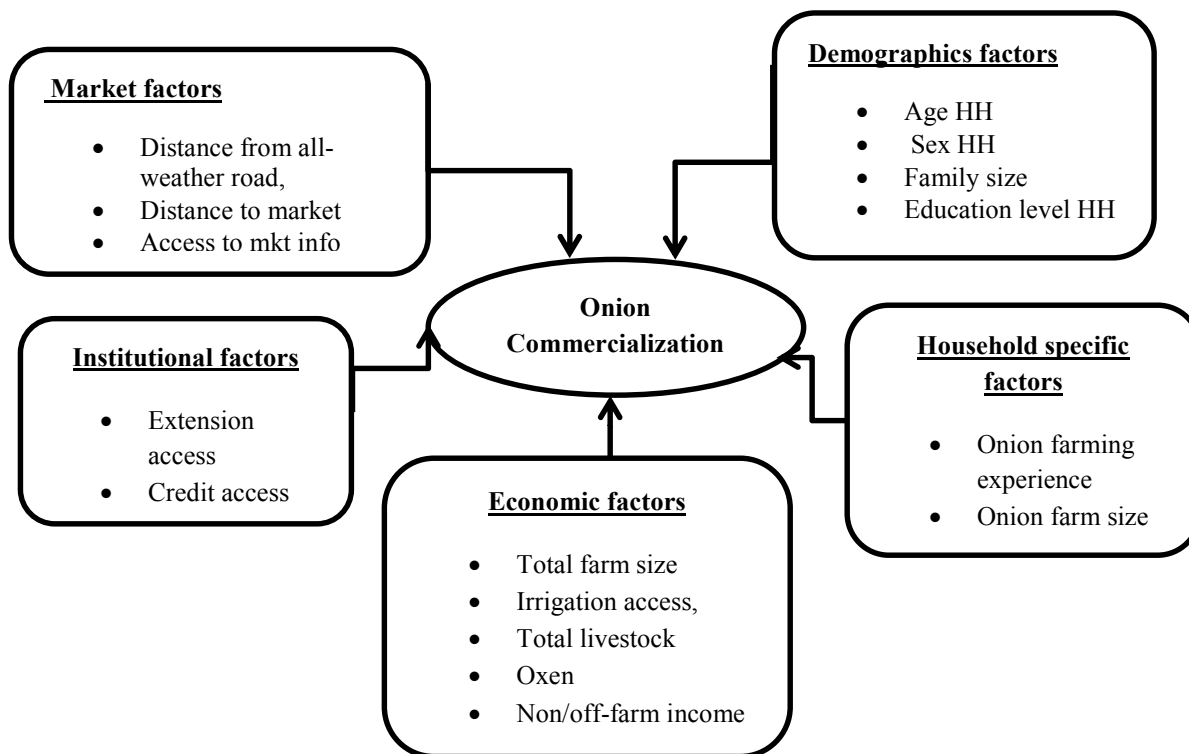 Market factors
• Distance from all-
weather road,
• Distance to market
• Access to mkt info
Demographics factors
• Age HH
• Sex HH
• Family size
• Education level HH
Onion
Commercialization
Institutional factors
• Extension
access
• Credit access
Household specific
factors
• Onion farming
experience
• Onion farm size
Economic factors
• Total farm size
• Irrigation access,
• Total livestock
• Oxen
• Non/off-farm income